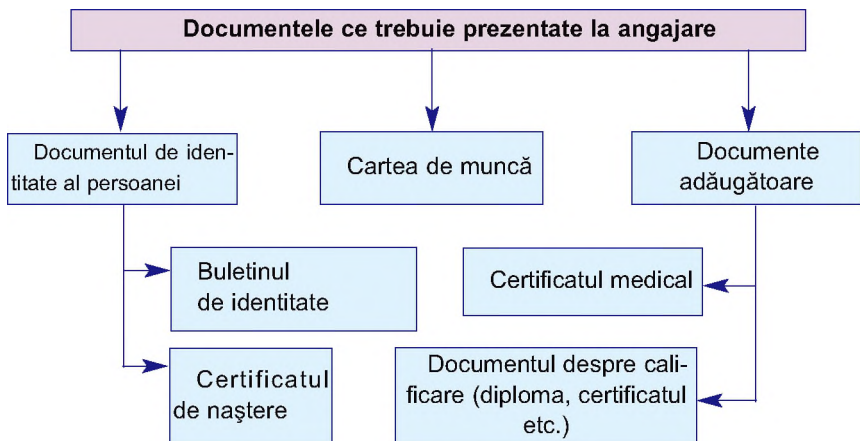 Documentele ce trebuie prezentate la angajare
Documentul de iden-
titate al persoanei
Cartea de muncă
Documente
adăugătoare
Buletinul
de identitate
Certificatul medical
Certificatul
de naştere
Documentul despre cali-
ficare (diploma, certificatul
etc.)